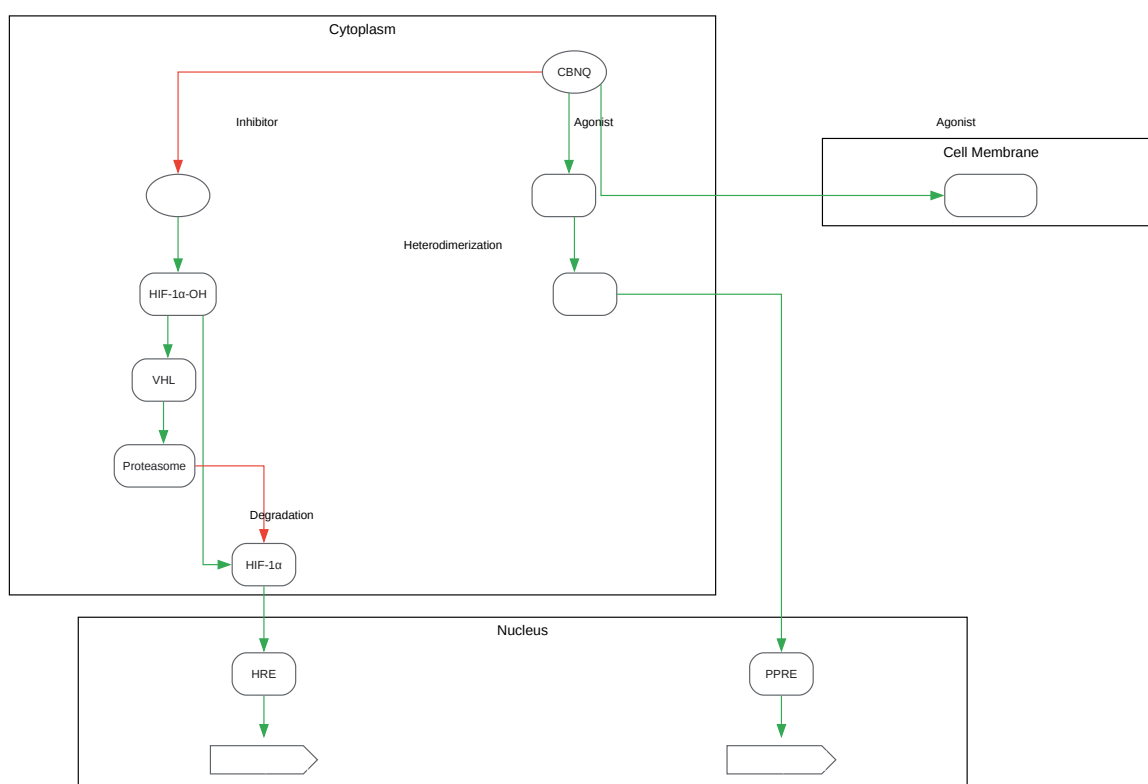 Cytoplasm
CBNQ
Inhibitor
Agonist
Agonist
Cell Membrane
Heterodimerization
HIF-1α-OH
VHL
Proteasome
Degradation
HIF-1α
Nucleus
HRE
PPRE